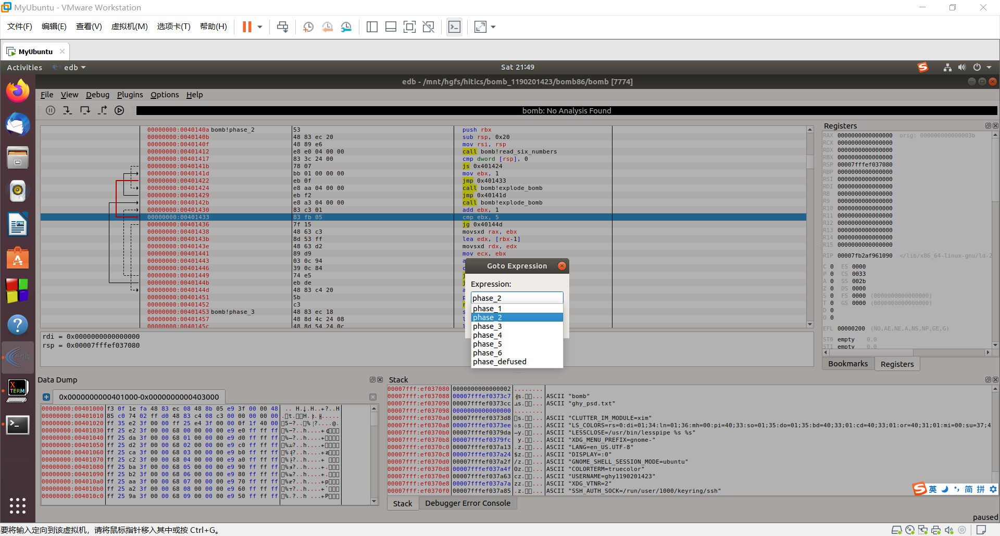 MyUbuntu - VMware Workstation
文件(F) 编辑(E) 查看(V) 虚拟机(M) 选项卡(T) 帮助(H)
MyUbuntu
Activities edb Sat 21:49
edb - /mnt/hgfs/hitics/bomb_1190201423/bomb86/bomb [7774]
File View Debug Plugins Options Help
bomb: No Analysis Found
00000000:0040140a bomb!phase_2 53 push rbx
00000000:0040140b 48 83 ec 20 sub rsp, 0x20
00000000:0040140f 48 89 e6 mov rsi, rsp
00000000:00401412 e8 e0 04 00 00 call bomb!read_six_numbers
00000000:00401417 83 3c 24 00 cmp dword [rsp], 0
00000000:0040141b 78 07 js 0x401424
00000000:0040141d bb 01 00 00 00 mov ebx, 1
00000000:00401422 eb 0f jmp 0x401433
00000000:00401424 e8 aa 04 00 00 call bomb!explode_bomb
00000000:00401429 eb f2 jmp 0x40141d
00000000:0040142b e8 a3 04 00 00 call bomb!explode_bomb
00000000:00401430 83 c3 01 add ebx, 1
00000000:00401433 83 fb 05 cmp ebx, 5
00000000:00401436 7f 15 jg 0x40144d
00000000:00401438 48 63 c3 movsxd rax, ebx
00000000:0040143b 8d 53 ff lea edx, [rbx-1]
00000000:0040143e 48 63 d2 movsxd rdx, edx
00000000:00401441 89 d9 mov ecx, ebx
00000000:00401443 03 0c 94
00000000:00401446 39 0c 84
00000000:00401449 74 e5
00000000:0040144b eb de
00000000:0040144d 48 83 c4 20
00000000:00401451 5b
00000000:00401452 c3
00000000:00401453 bomb!phase_3 48 83 ec 18
00000000:00401457 48 8d 4c 24 08
00000000:0040145c 48 8d 54 24 0c
Goto Expression
Expression:
phase_2
phase_1
phase_2
phase_3
phase_4
phase_5
phase_6
phase_defused
rdi = 0x0000000000000000
rsp = 0x00007fffef037080
Registers
RAX 0000000000000000 orig: 000000000000003b
RCX 0000000000000000
RDX 0000000000000000
RBX 0000000000000000
RSP 00007fffef037080
RBP 0000000000000000
RSI 0000000000000000
RDI 0000000000000000
R8 0000000000000000
R9 0000000000000000
R10 0000000000000000
R11 0000000000000000
R12 0000000000000000
R13 0000000000000000
R14 0000000000000000
R15 0000000000000000
RIP 00007fb2af961090 </lib/x86_64-linux-gnu/ld-2
C 0 ES 0000
P 0 CS 0033
A 0 SS 002b
Z 0 DS 0000
S 0 FS 0000 (0000000000000000)
T 0 GS 0000 (0000000000000000)
D 0
O 0
EFL 00000200 (NO,AE,NE,A,NS,NP,GE,G)
ST0 empty 0.0
ST1 empty 0.0
Bookmarks Registers
Data Dump
0x0000000000401000-0x0000000000403000
00000000:00401000 f3 0f 1e fa 48 83 ec 08 48 8b 05 e9 3f 00 00 48
00000000:00401010 85 c0 74 02 ff d0 48 83 c4 08 c3 00 00 00 00 00
00000000:00401020 ff 35 e2 3f 00 00 ff 25 e4 3f 00 00 0f 1f 40 00
00000000:00401030 ff 25 e2 3f 00 00 68 00 00 00 00 e9 e0 ff ff ff
00000000:00401040 ff 25 da 3f 00 00 68 01 00 00 00 e9 d0 ff ff ff
00000000:00401050 ff 25 d2 3f 00 00 68 02 00 00 00 e9 c0 ff ff ff
00000000:00401060 ff 25 ca 3f 00 00 68 03 00 00 00 e9 b0 ff ff ff
00000000:00401070 ff 25 c2 3f 00 00 68 04 00 00 00 e9 a0 ff ff ff
00000000:00401080 ff 25 ba 3f 00 00 68 05 00 00 00 e9 90 ff ff ff
00000000:00401090 ff 25 b2 3f 00 00 68 06 00 00 00 e9 80 ff ff ff
00000000:004010a0 ff 25 aa 3f 00 00 68 07 00 00 00 e9 70 ff ff ff
00000000:004010b0 ff 25 a2 3f 00 00 68 08 00 00 00 e9 60 ff ff ff
00000000:004010c0 ff 25 9a 3f 00 00 68 09 00 00 00 e9 50 ff ff ff
Stack
00007fff:ef037080 0000000000000002 ........
00007fff:ef037088 00007fffef0373c7 ASCII "bomb"
00007fff:ef037090 00007fffef0373cc ASCII "ghy_psd.txt"
00007fff:ef037098 0000000000000000 ........
00007fff:ef0370a0 00007fffef0373d8 ASCII "CLUTTER_IM_MODULE=xim"
00007fff:ef0370a8 00007fffef0373ee ASCII "LS_COLORS=rs=0:di=01;34:ln=01;36:mh=00:pi=40;33:so=01;35:do=01;35:bd=40;33;01:cd=40;33;01:or=40;31;01:mi=00:su=37;4
00007fff:ef0370b0 00007fffef0379da ASCII "LESSCLOSE=/usr/bin/lesspipe %s %s"
00007fff:ef0370b8 00007fffef0379fc ASCII "XDG_MENU_PREFIX=gnome-"
00007fff:ef0370c0 00007fffef037a13 ASCII "LANG=en_US.UTF-8"
00007fff:ef0370c8 00007fffef037a24 ASCII "DISPLAY=:0"
00007fff:ef0370d0 00007fffef037a2f ASCII "GNOME_SHELL_SESSION_MODE=ubuntu"
00007fff:ef0370d8 00007fffef037a4f ASCII "COLORTERM=truecolor"
00007fff:ef0370e0 00007fffef037a63 ASCII "USERNAME=ghy1190201423"
00007fff:ef0370e8 00007fffef037a7a ASCII "XDG_VTNR=2"
00007fff:ef0370f0 00007fffef037a85 ASCII "SSH_AUTH_SOCK=/run/user/1000/keyring/ssh"
Stack Debugger Error Console
英 简 拼
paused
要将输入定向到该虚拟机，请将鼠标指针移入其中或按 Ctrl+G。